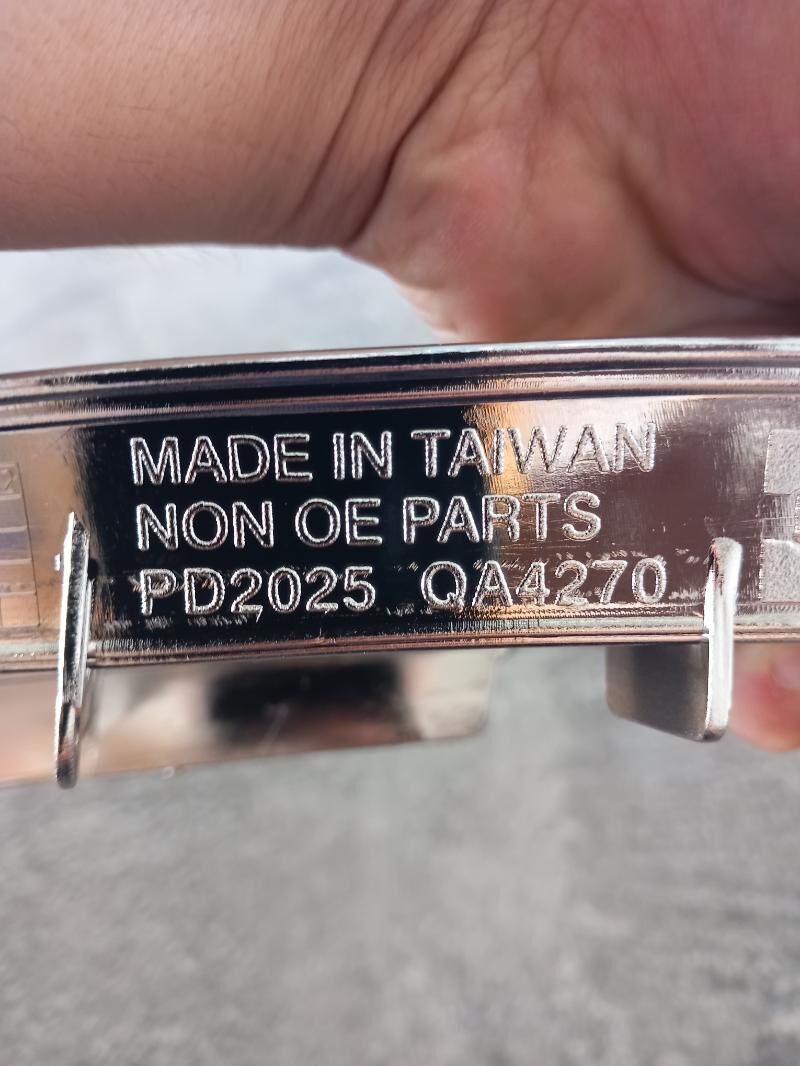 MADE IN TAIWAN
NON OE PARTS
PD2025 QA4270